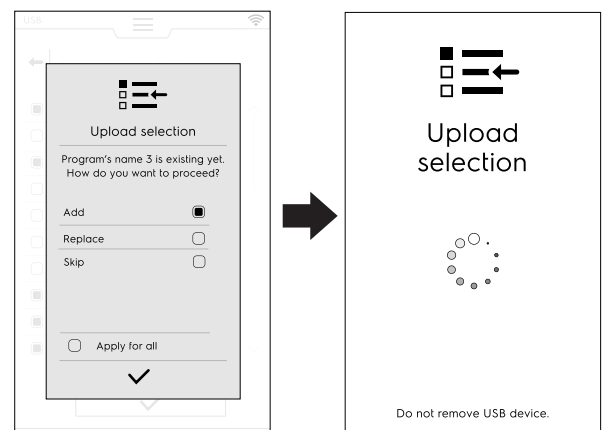 USB
Upload selection
Program's name 3 is existing yet.
How do you want to proceed?
Add
Replace
Skip
Apply for all
Upload
selection
Do not remove USB device.